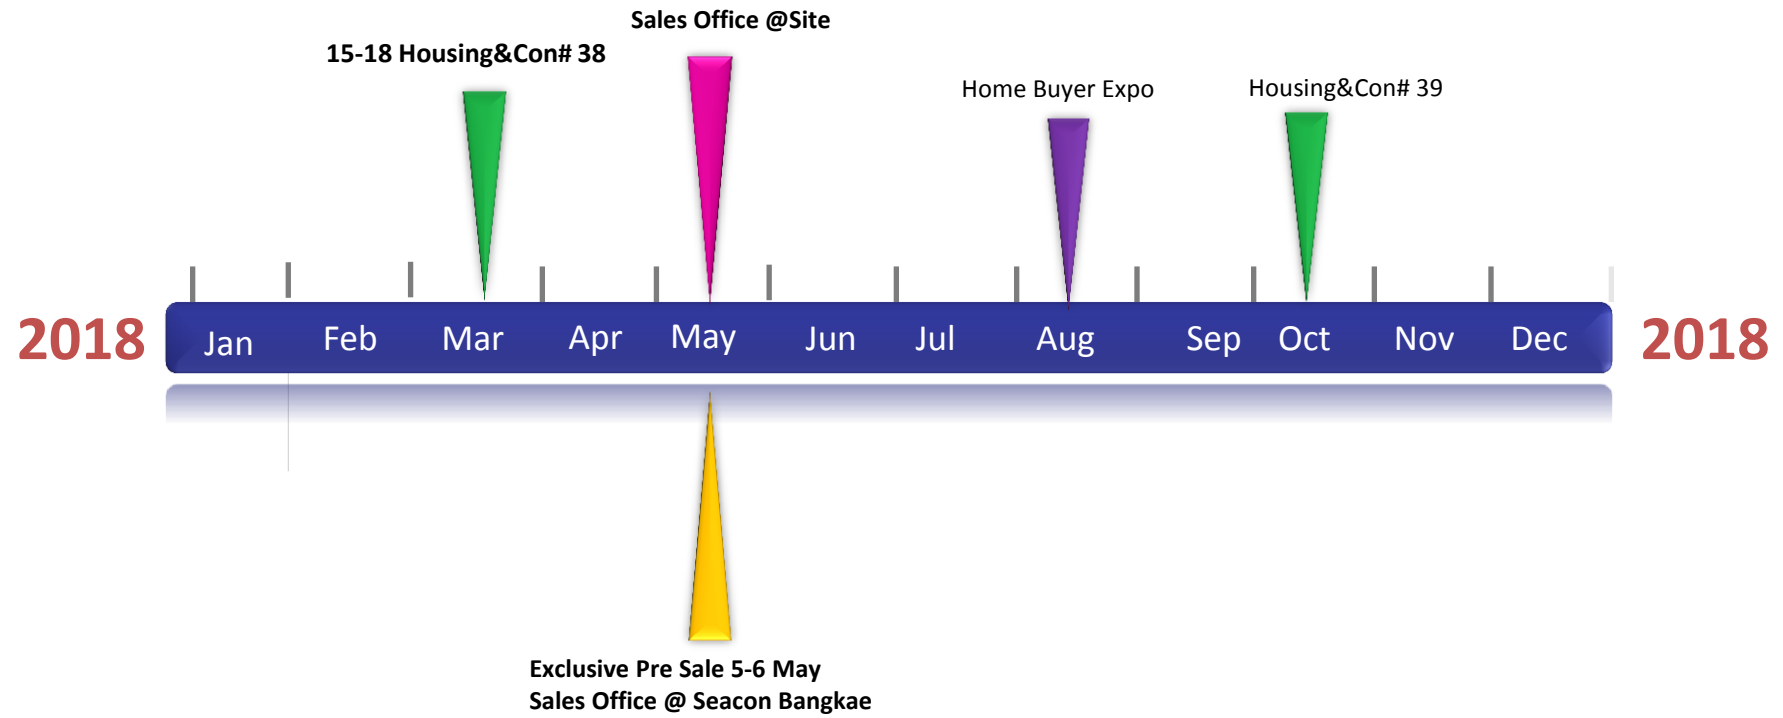 Sales Office @Site
15-18 Housing&Con# 38
Home Buyer Expo
Housing&Con# 39
2018
Jan
Feb
Mar
Apr
May
Jun
Jul
Aug
Sep
Oct
Nov
Dec
2018
Exclusive Pre Sale 5-6 May
Sales Office @ Seacon Bangkae